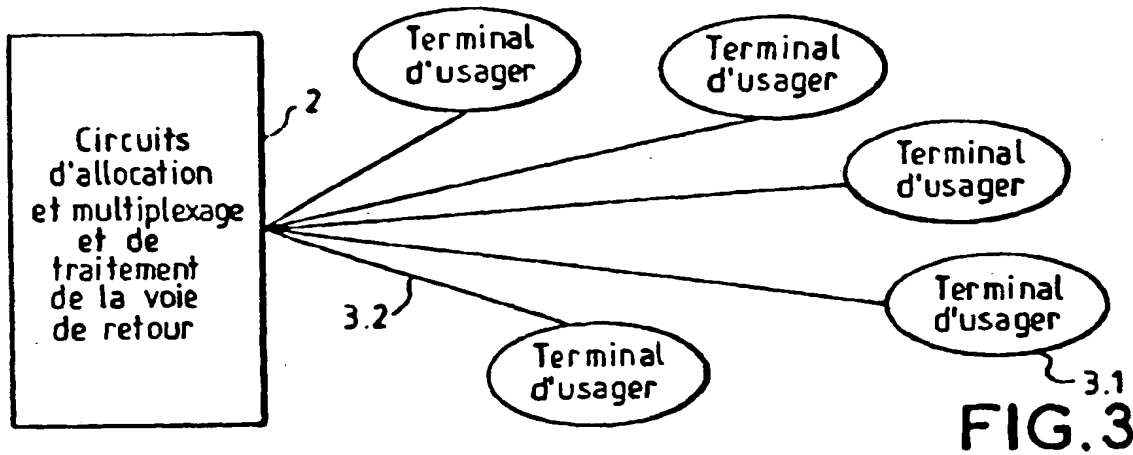 Circuits
d'allocation
et multiplexage
et de
traitement
de la voie
de retour
2
Terminal
d'usager
Terminal
d'usager
Terminal
d'usager
Terminal
d'usager
3.1
3.2
Terminal
d'usager
FIG.3